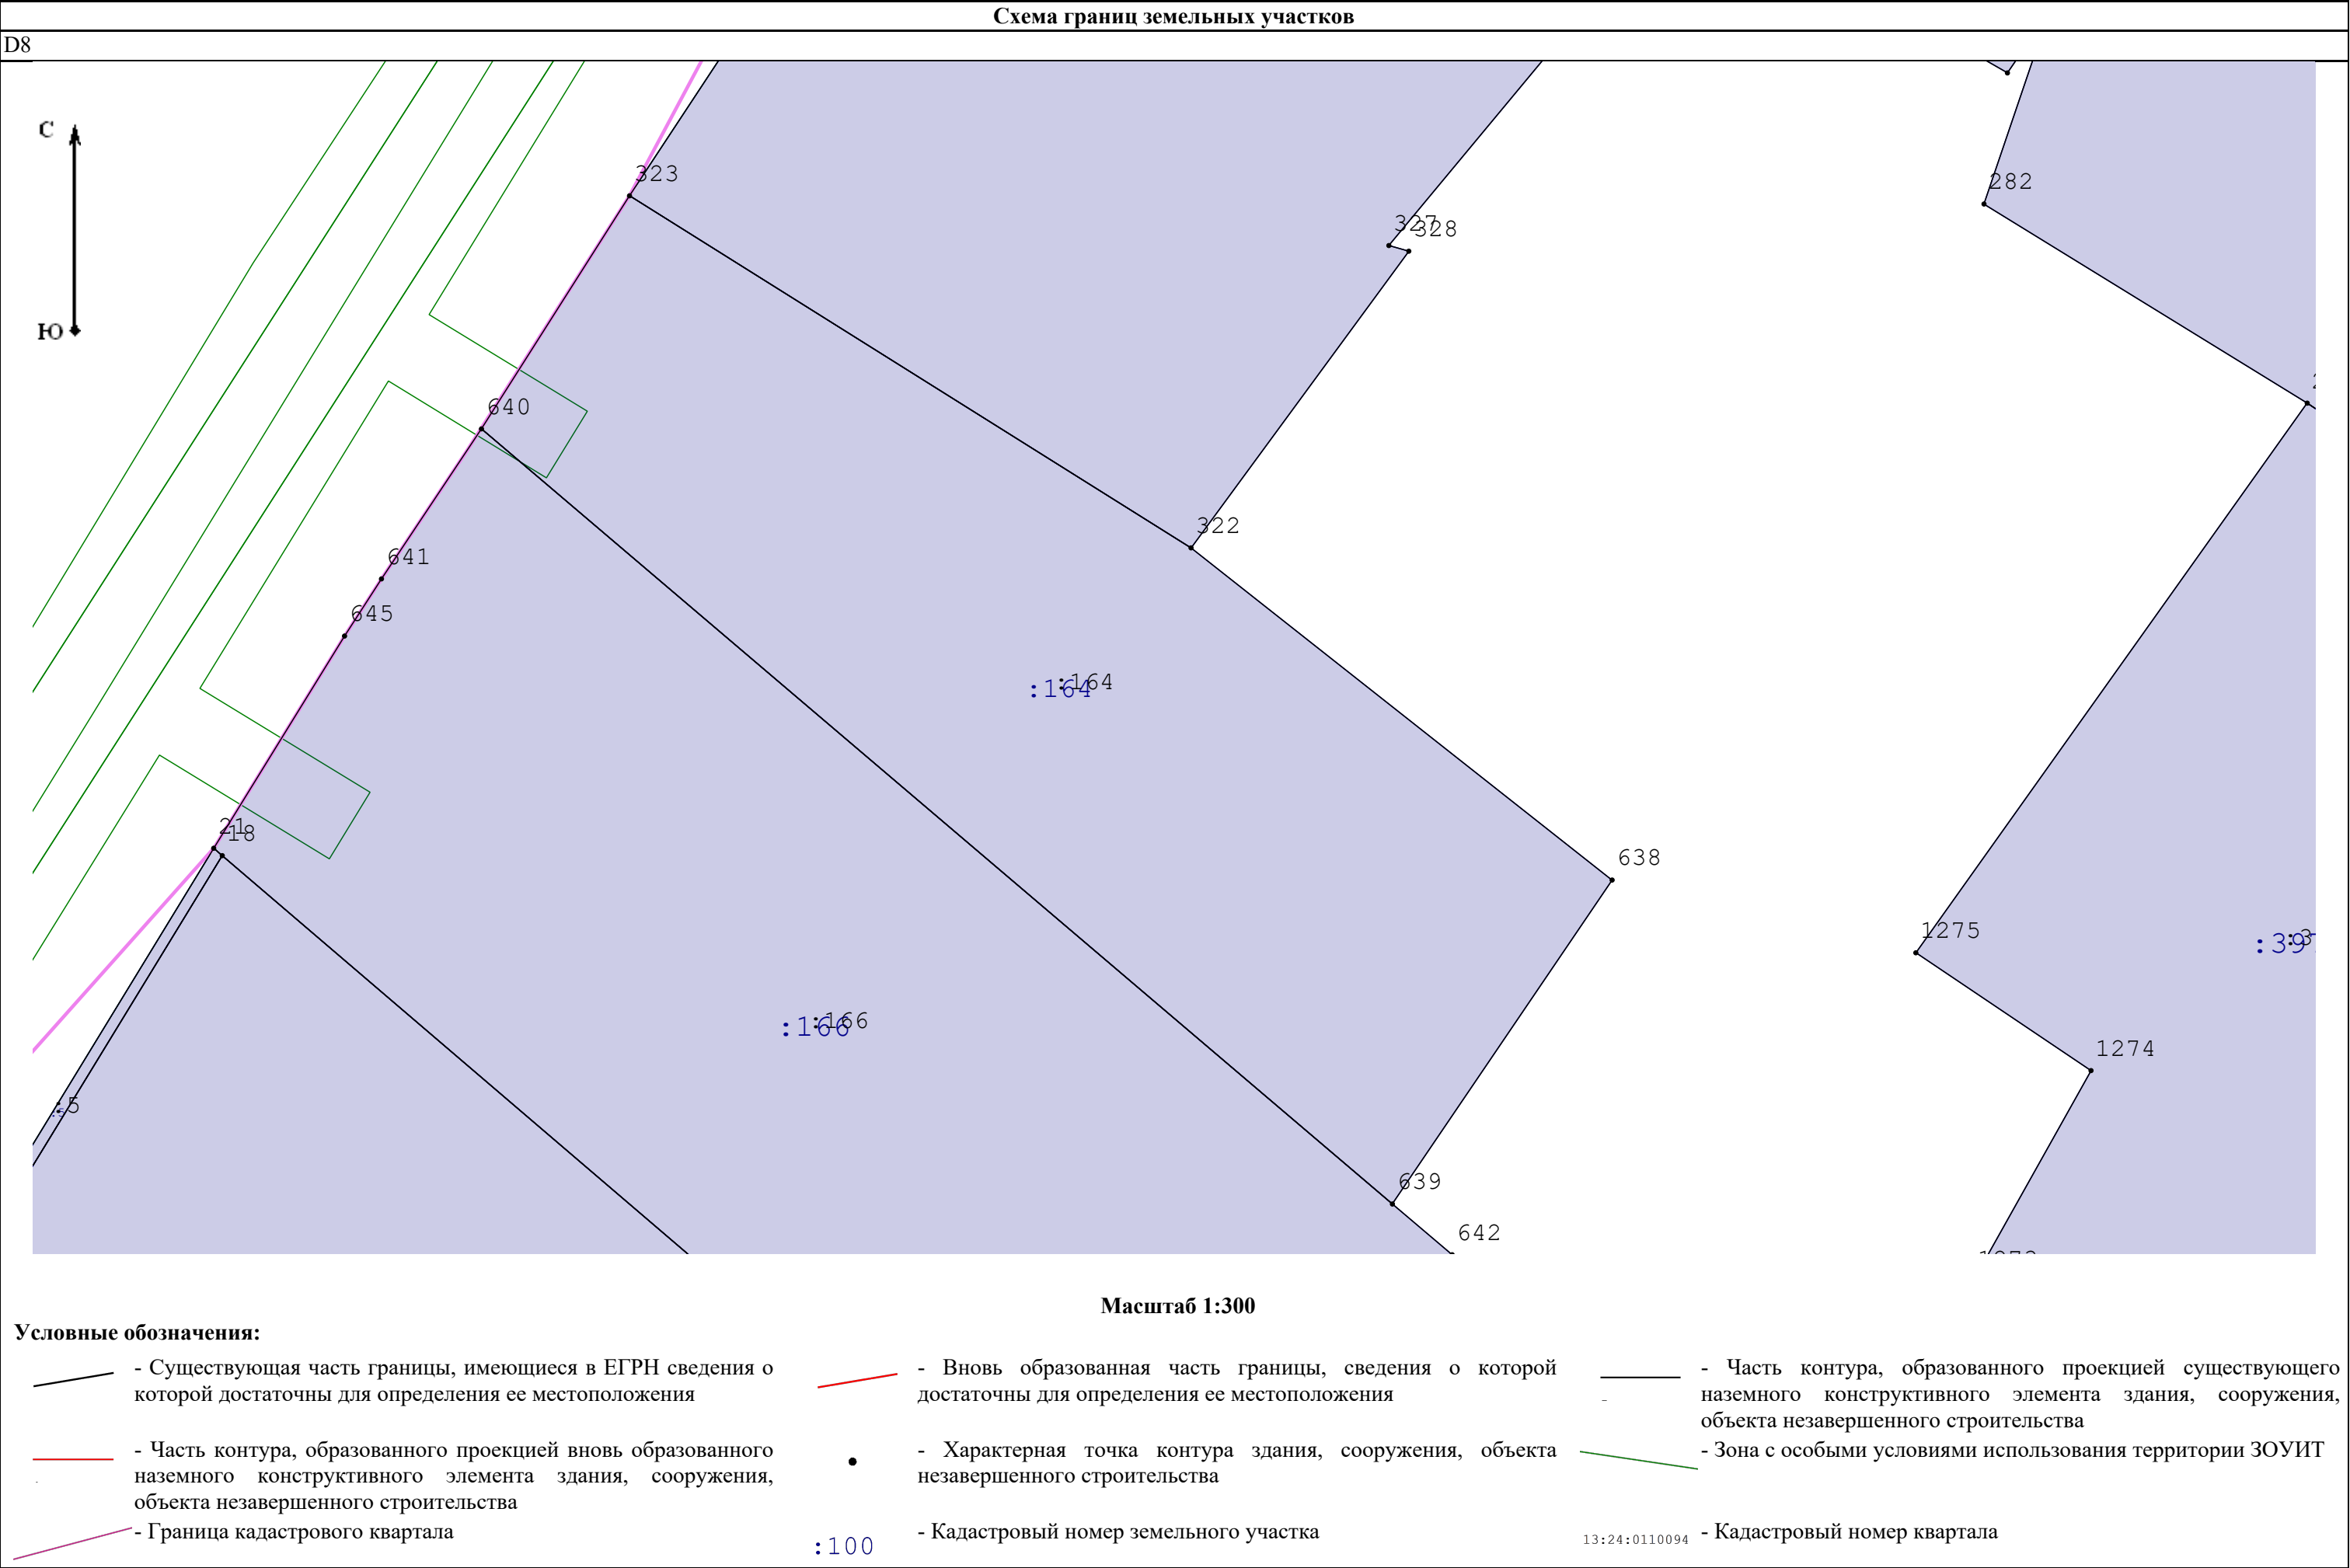 Схема границ земельных участков
D8
С
Ю
323
282
327
328
640
322
641
645
:164
:164
21
18
638
1275
:166
:166
1274
:5
639
642
Масштаб 1:300
Условные обозначения:
- Существующая часть границы, имеющиеся в ЕГРН сведения о
которой достаточны для определения ее местоположения
- Вновь образованная часть границы, сведения о которой
достаточны для определения ее местоположения
- Часть контура, образованного проекцией существующего
наземного конструктивного элемента здания, сооружения,
объекта незавершенного строительства
- Часть контура, образованного проекцией вновь образованного
наземного конструктивного элемента здания, сооружения,
объекта незавершенного строительства
- Характерная точка контура здания, сооружения, объекта
незавершенного строительства
- Зона с особыми условиями использования территории ЗОУИТ
- Граница кадастрового квартала
:100
- Кадастровый номер земельного участка
13:24:0110094
- Кадастровый номер квартала